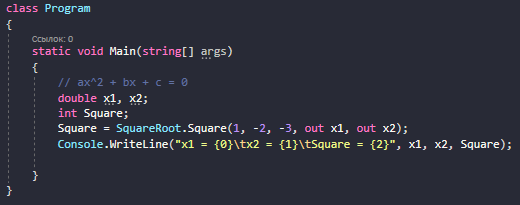 class Program
{
Ссылок: 0
static void Main(string[] args)
{
// ax^2 + bx + c = 0
double x1, x2;
int Square;
Square = SquareRoot.Square(1, -2, -3, out x1, out x2);
Console.WriteLine("x1 = {0}\tx2 = {1}\tSquare = {2}", x1, x2, Square);
}
}